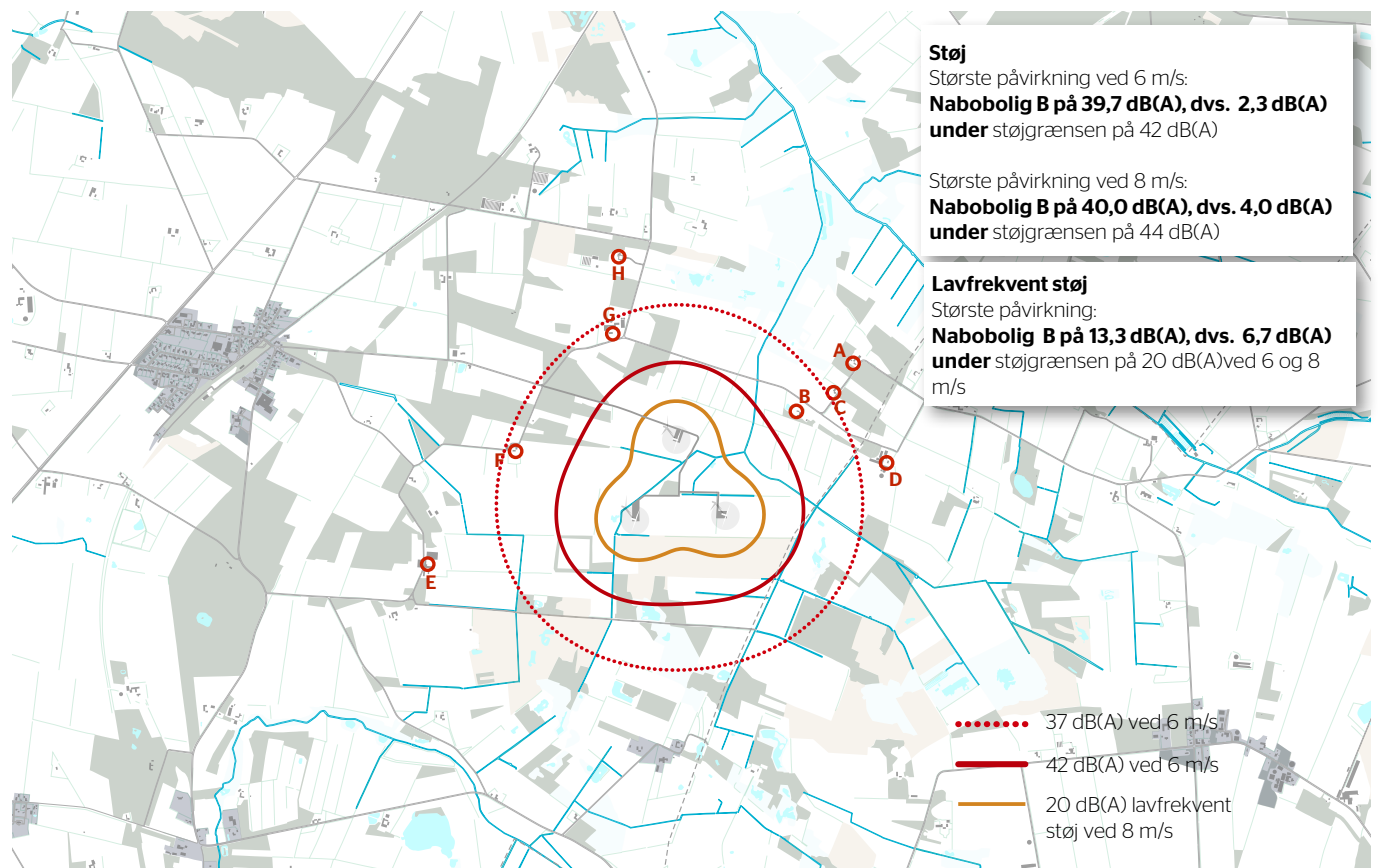 Støj
Største påvirkning ved 6 m/s:
Nabobolig B på 39,7 dB(A), dvs. 2,3 dB(A)
under støjgrænsen på 42 dB(A)
Største påvirkning ved 8 m/s:
Nabobolig B på 40,0 dB(A), dvs. 4,0 dB(A)
under støjgrænsen på 44 dB(A)
Lavfrekvent støj
Største påvirkning:
Nabobolig B på 13,3 dB(A), dvs. 6,7 dB(A)
under støjgrænsen på 20 dB(A)ved 6 og 8
m/s
H
G
A
B
C
F
D
E
37 dB(A) ved 6 m/s
42 dB(A) ved 6 m/s
20 dB(A) lavfrekvent
støj ved 8 m/s